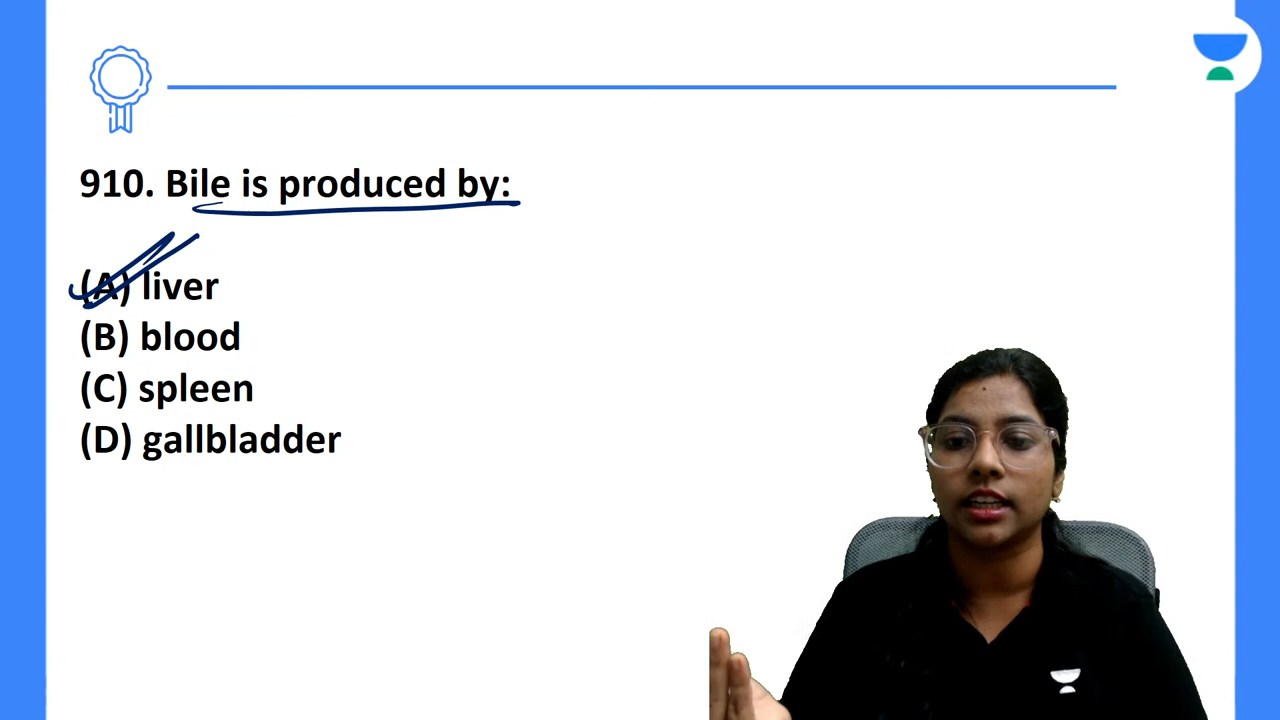 910. Bile is produced by:
(A) liver
(B) blood
(C) spleen
(D) gallbladder